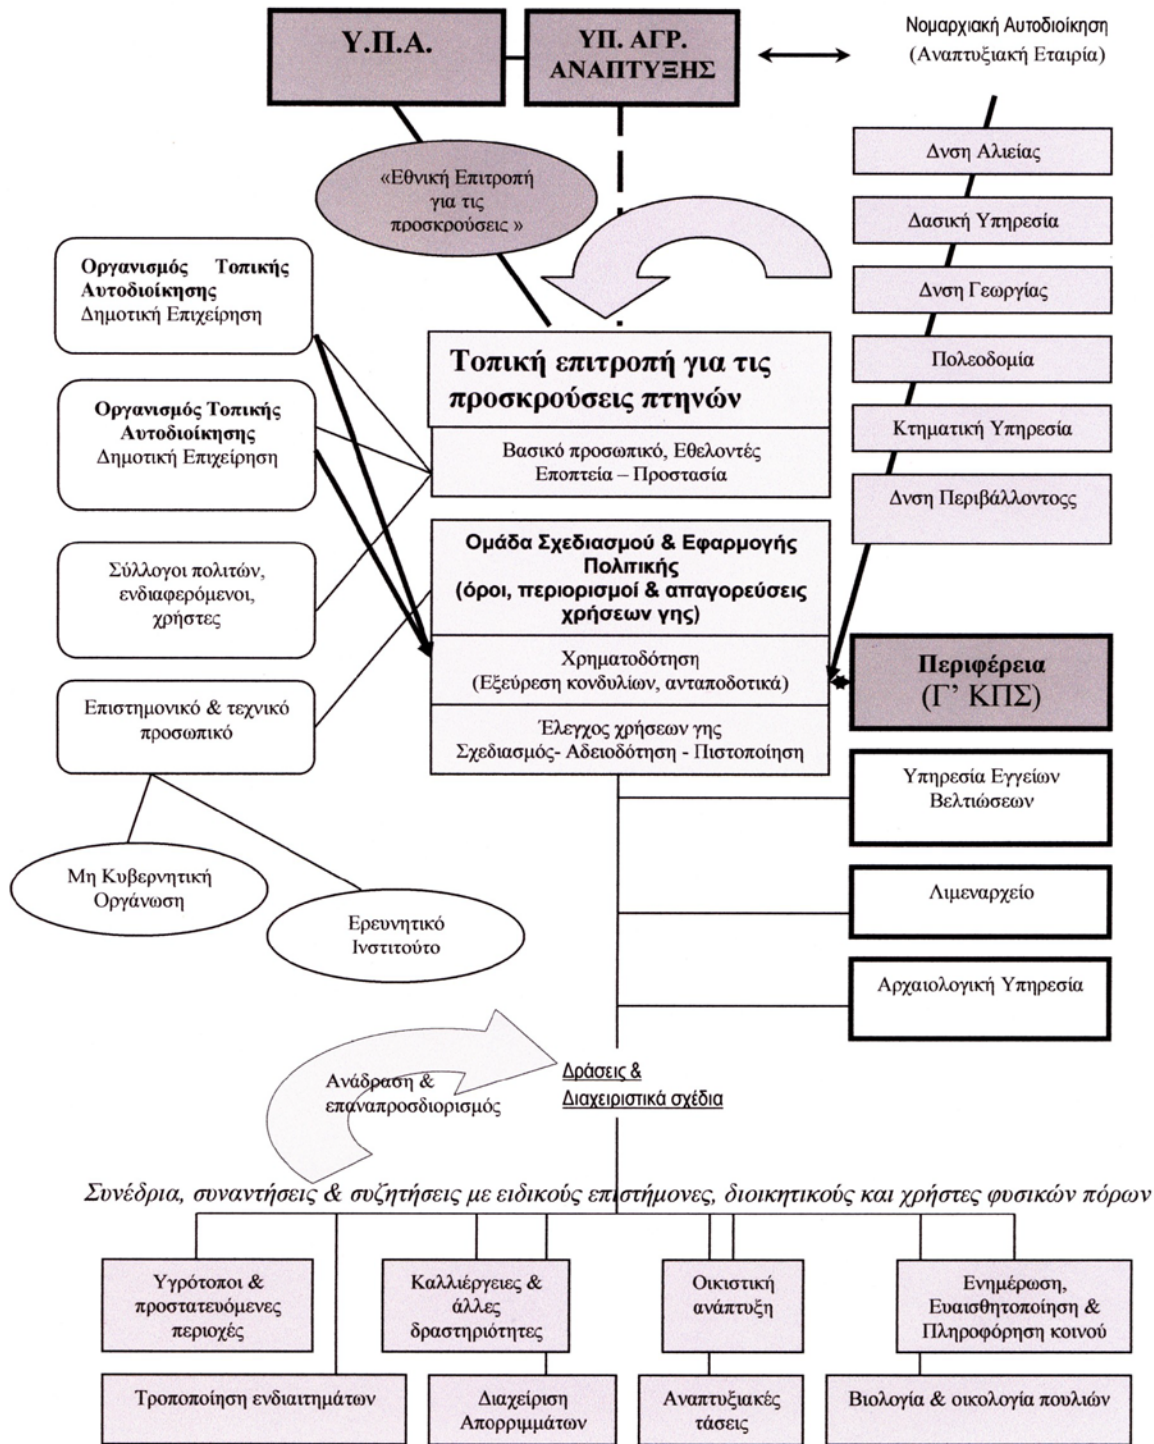 Υ.Π.Α.
ΥΠ. ΑΓΡ.
ΑΝΑΠΤΥΞΗΣ
Νομαρχιακή Αυτοδιοίκηση
(Αναπτυξιακή Εταιρία)
«Εθνική Επιτροπή
για τις
προσκρούσεις »
Δνση Αλιείας
Δασική Υπηρεσία
Δνση Γεωργίας
Πολεοδομία
Κτηματική Υπηρεσία
Δνση Περιβάλλοντοςς
Οργανισμός Τοπικής
Αυτοδιοίκησης
Δημοτική Επιχείρηση
Οργανισμός Τοπικής
Αυτοδιοίκησης
Δημοτική Επιχείρηση
Σύλλογοι πολιτών,
ενδιαφερόμενοι,
χρήστες
Επιστημονικό & τεχνικό
προσωπικό
Μη Κυβερνητική
Οργάνωση
Ερευνητικό
Ινστιτούτο
Τοπική επιτροπή για τις
προσκρούσεις πτηνών
Βασικό προσωπικό, Εθελοντές
Εποπτεία – Προστασία
Ομάδα Σχεδιασμού & Εφαρμογής
Πολιτικής
(όροι, περιορισμοί & απαγορεύσεις
χρήσεων γης)
Χρηματοδότηση
(Εξεύρεση κονδυλίων, ανταποδοτικά)
Έλεγχος χρήσεων γης
Σχεδιασμός- Αδειοδότηση - Πιστοποίηση
Περιφέρεια
(Γ’ ΚΠΣ)
Υπηρεσία Εγγείων
Βελτιώσεων
Λιμεναρχείο
Αρχαιολογική Υπηρεσία
Ανάδραση &
επαναπροσδιορισμός
Δράσεις &
Διαχειριστικά σχέδια
Συνέδρια, συναντήσεις & συζητήσεις με ειδικούς επιστήμονες, διοικητικούς και χρήστες φυσικών πόρων
Υγρότοποι &
προστατευόμενες
περιοχές
Καλλιέργειες &
άλλες
δραστηριότητες
Οικιστική
ανάπτυξη
Ενημέρωση,
Ευαισθητοποίηση &
Πληροφόρηση κοινού
Τροποποίηση ενδιαιτημάτων
Διαχείριση
Απορριμμάτων
Αναπτυξιακές
τάσεις
Βιολογία & οικολογία πουλιών